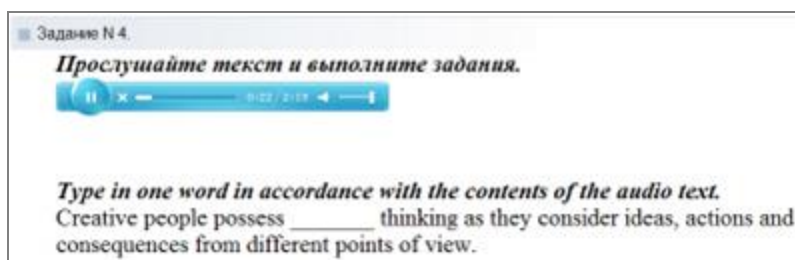 Задание N 4.
Прослушайте текст и выполните задания.
Type in one word in accordance with the contents of the audio text.
Creative people possess _______ thinking as they consider ideas, actions and
consequences from different points of view.